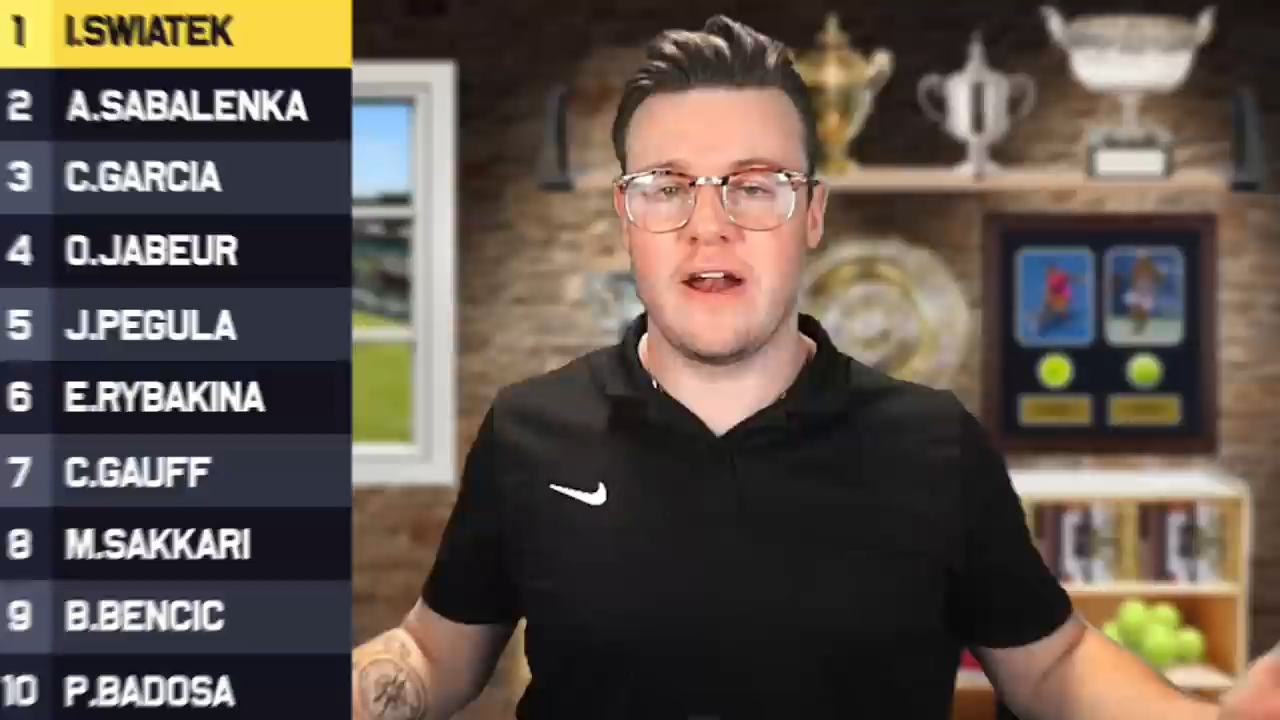 1 I.SWIATEK
2 A.SABALENKA
3 C.GARCIA
4 O.JABEUR
5 J.PEGULA
6 E.RYBAKINA
7 C.GAUFF
8 M.SAKKARI
9 B.BENCIC
10 P.BADOSA